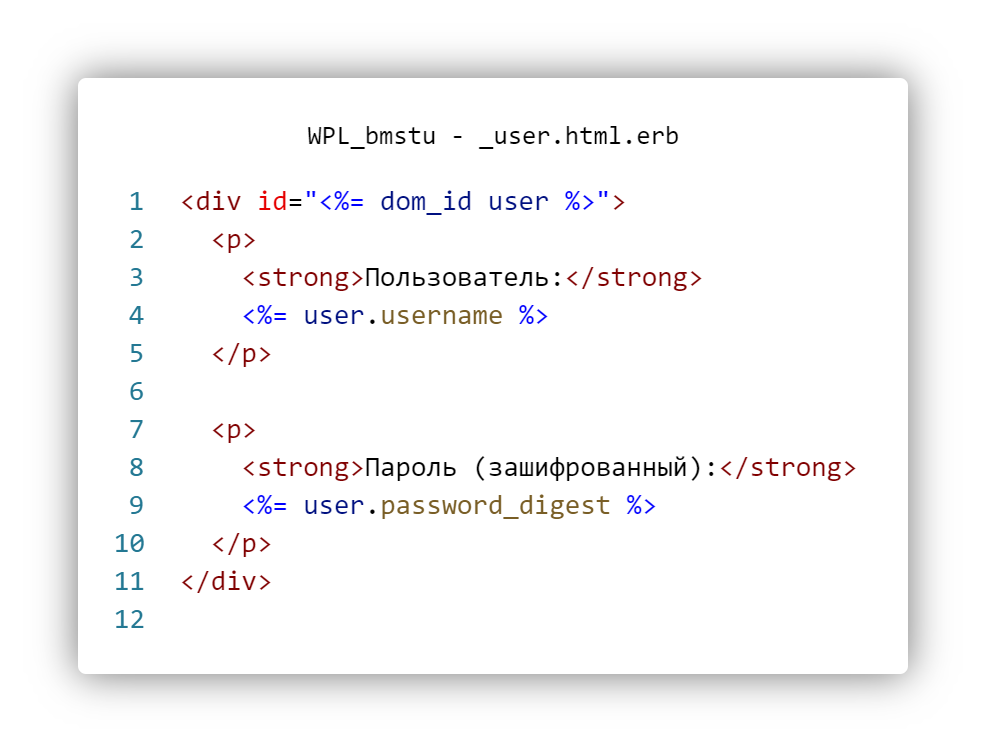 WPL_bmstu - _user.html.erb
1 <div id="<%= dom_id user %>">
2   <p>
3     <strong>Пользователь:</strong>
4     <%= user.username %>
5   </p>
6
7   <p>
8     <strong>Пароль (зашифрованный):</strong>
9     <%= user.password_digest %>
10   </p>
11 </div>
12